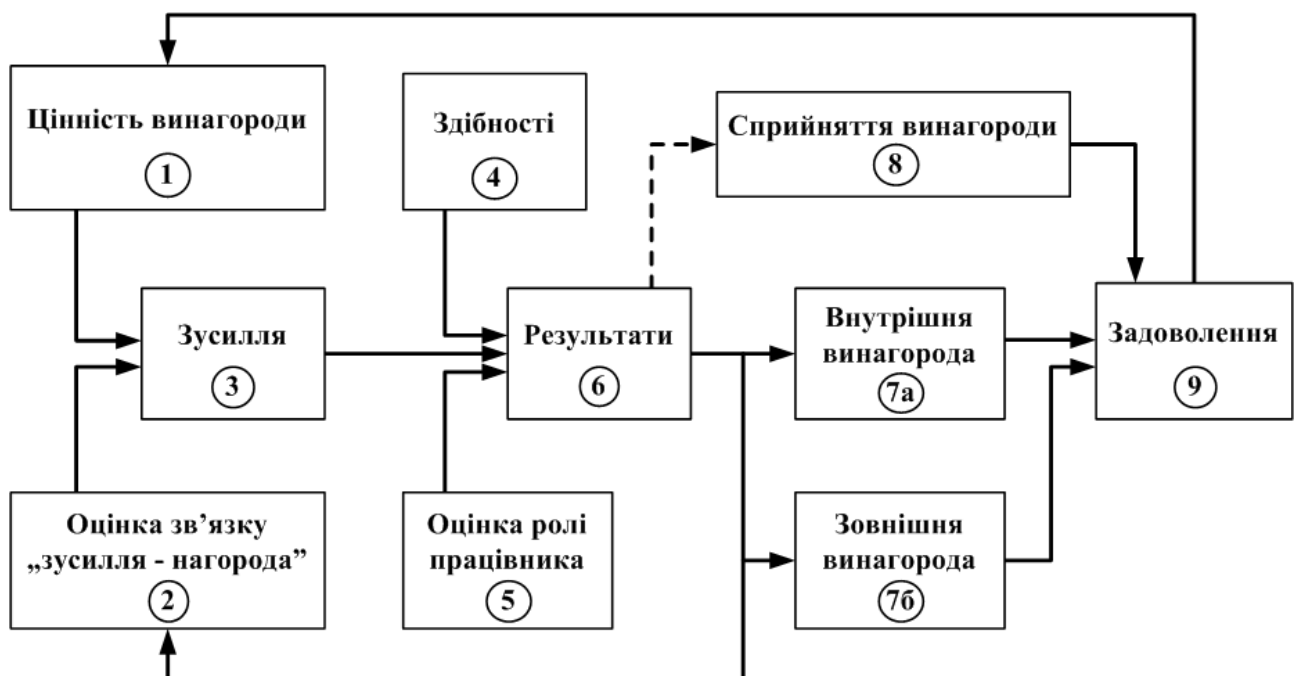 Цінність винагороди
1
Здібності
4
Сприйняття винагороди
8
Зусилля
3
Результати
6
Внутрішня
винагорода
7а
Задоволення
9
Оцінка зв’язку
„зусилля - нагорода”
2
Оцінка ролі
працівника
5
Зовнішня
винагорода
7б